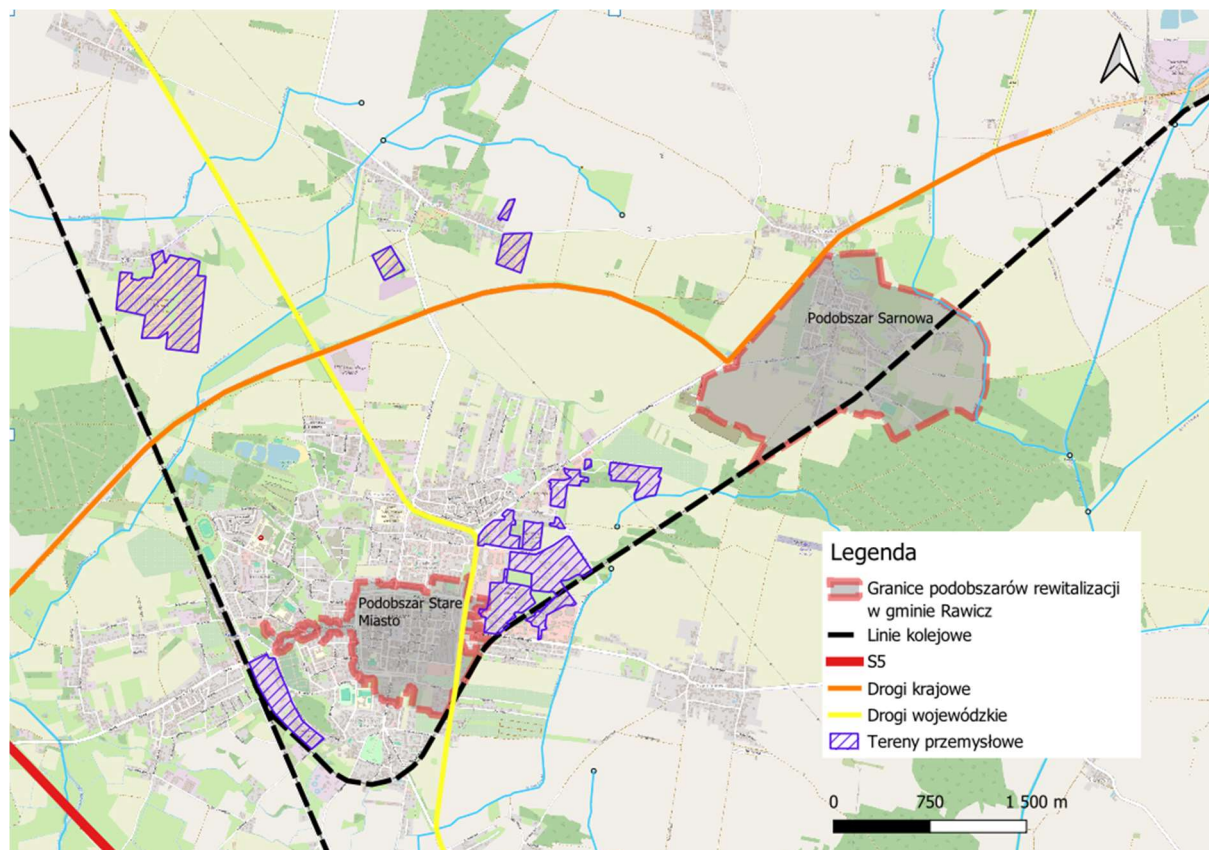 Podobszar Sarnowa
Podobszar Stare
Miasto
Legenda
Granice podobszarów rewitalizacji
w gminie Rawicz
Linie kolejowe
S5
Drogi krajowe
Drogi wojewódzkie
Tereny przemysłowe
0 750 1 500 m